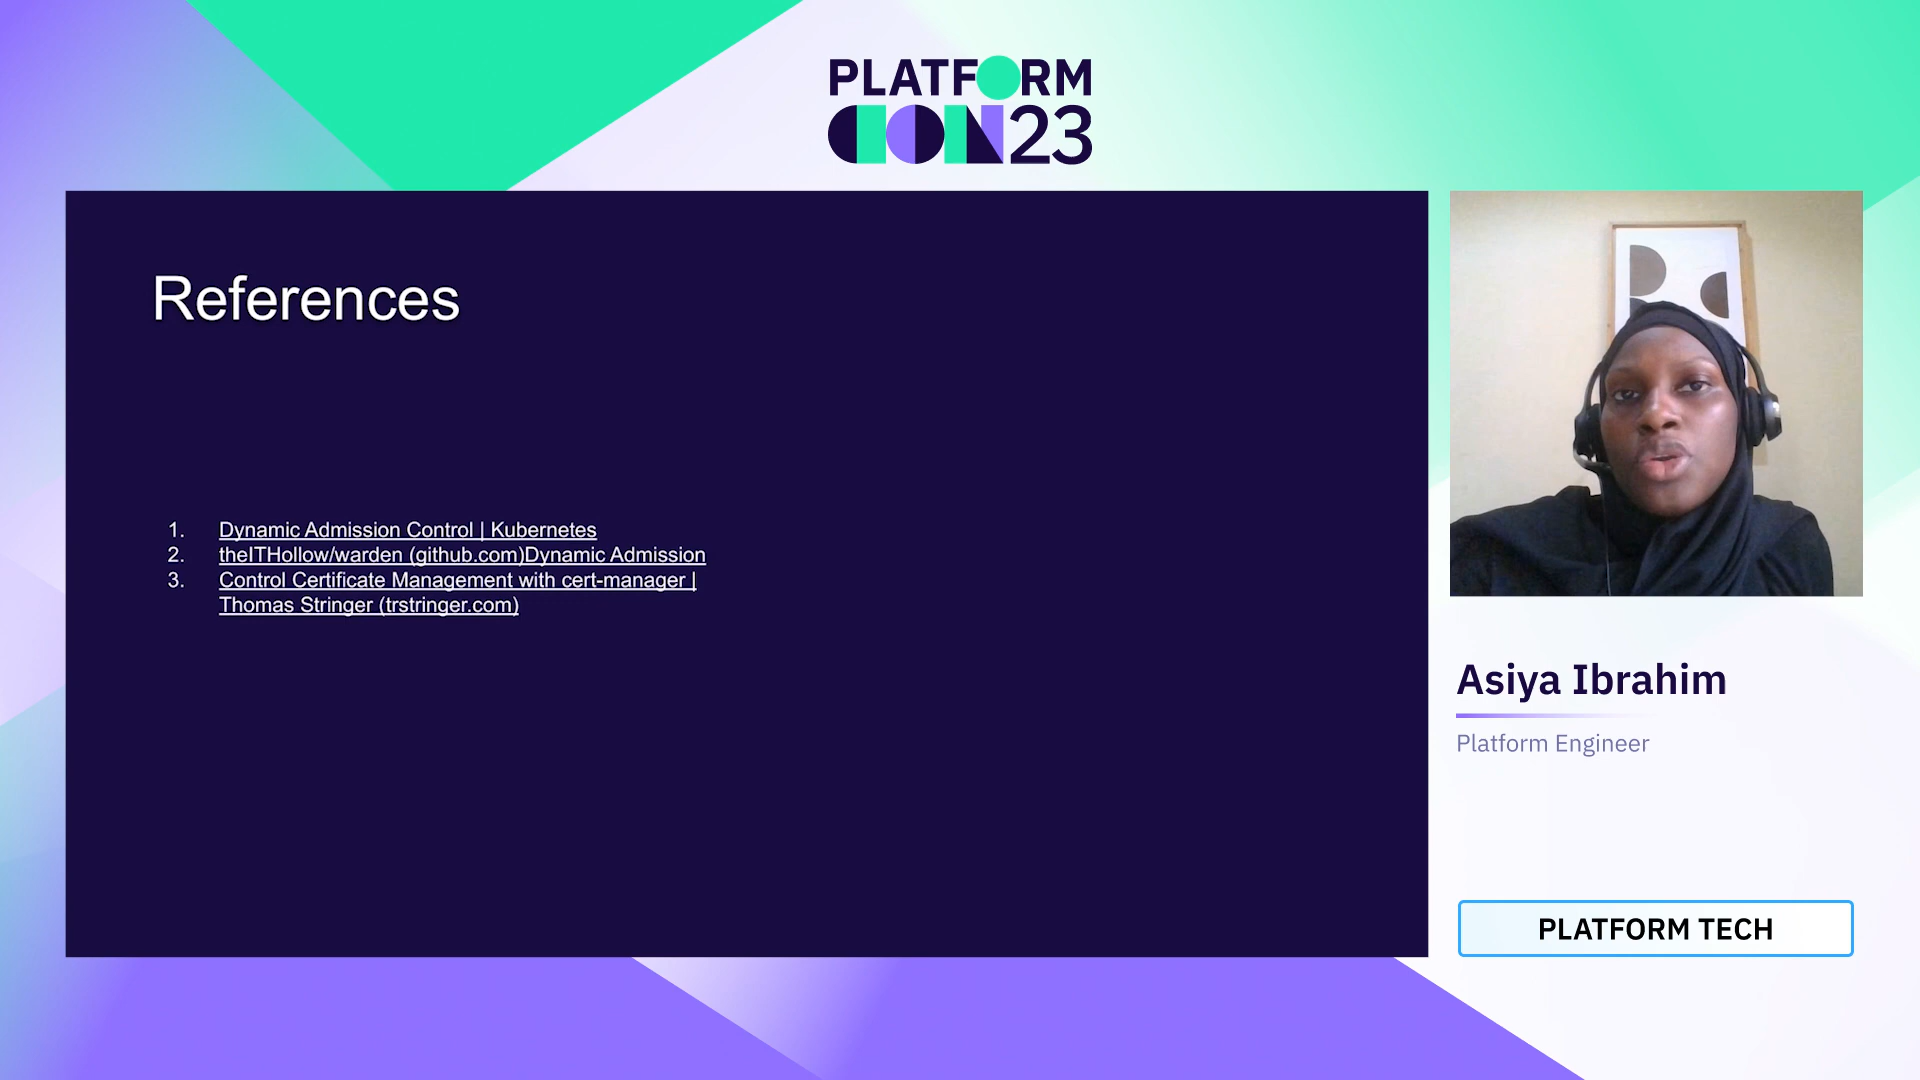 PLATFORM
CON23
References
1. Dynamic Admission Control | Kubernetes
2. theITHollow/warden (github.com)Dynamic Admission
3. Control Certificate Management with cert-manager |
Thomas Stringer (trstringer.com)
Asiya Ibrahim
Platform Engineer
PLATFORM TECH